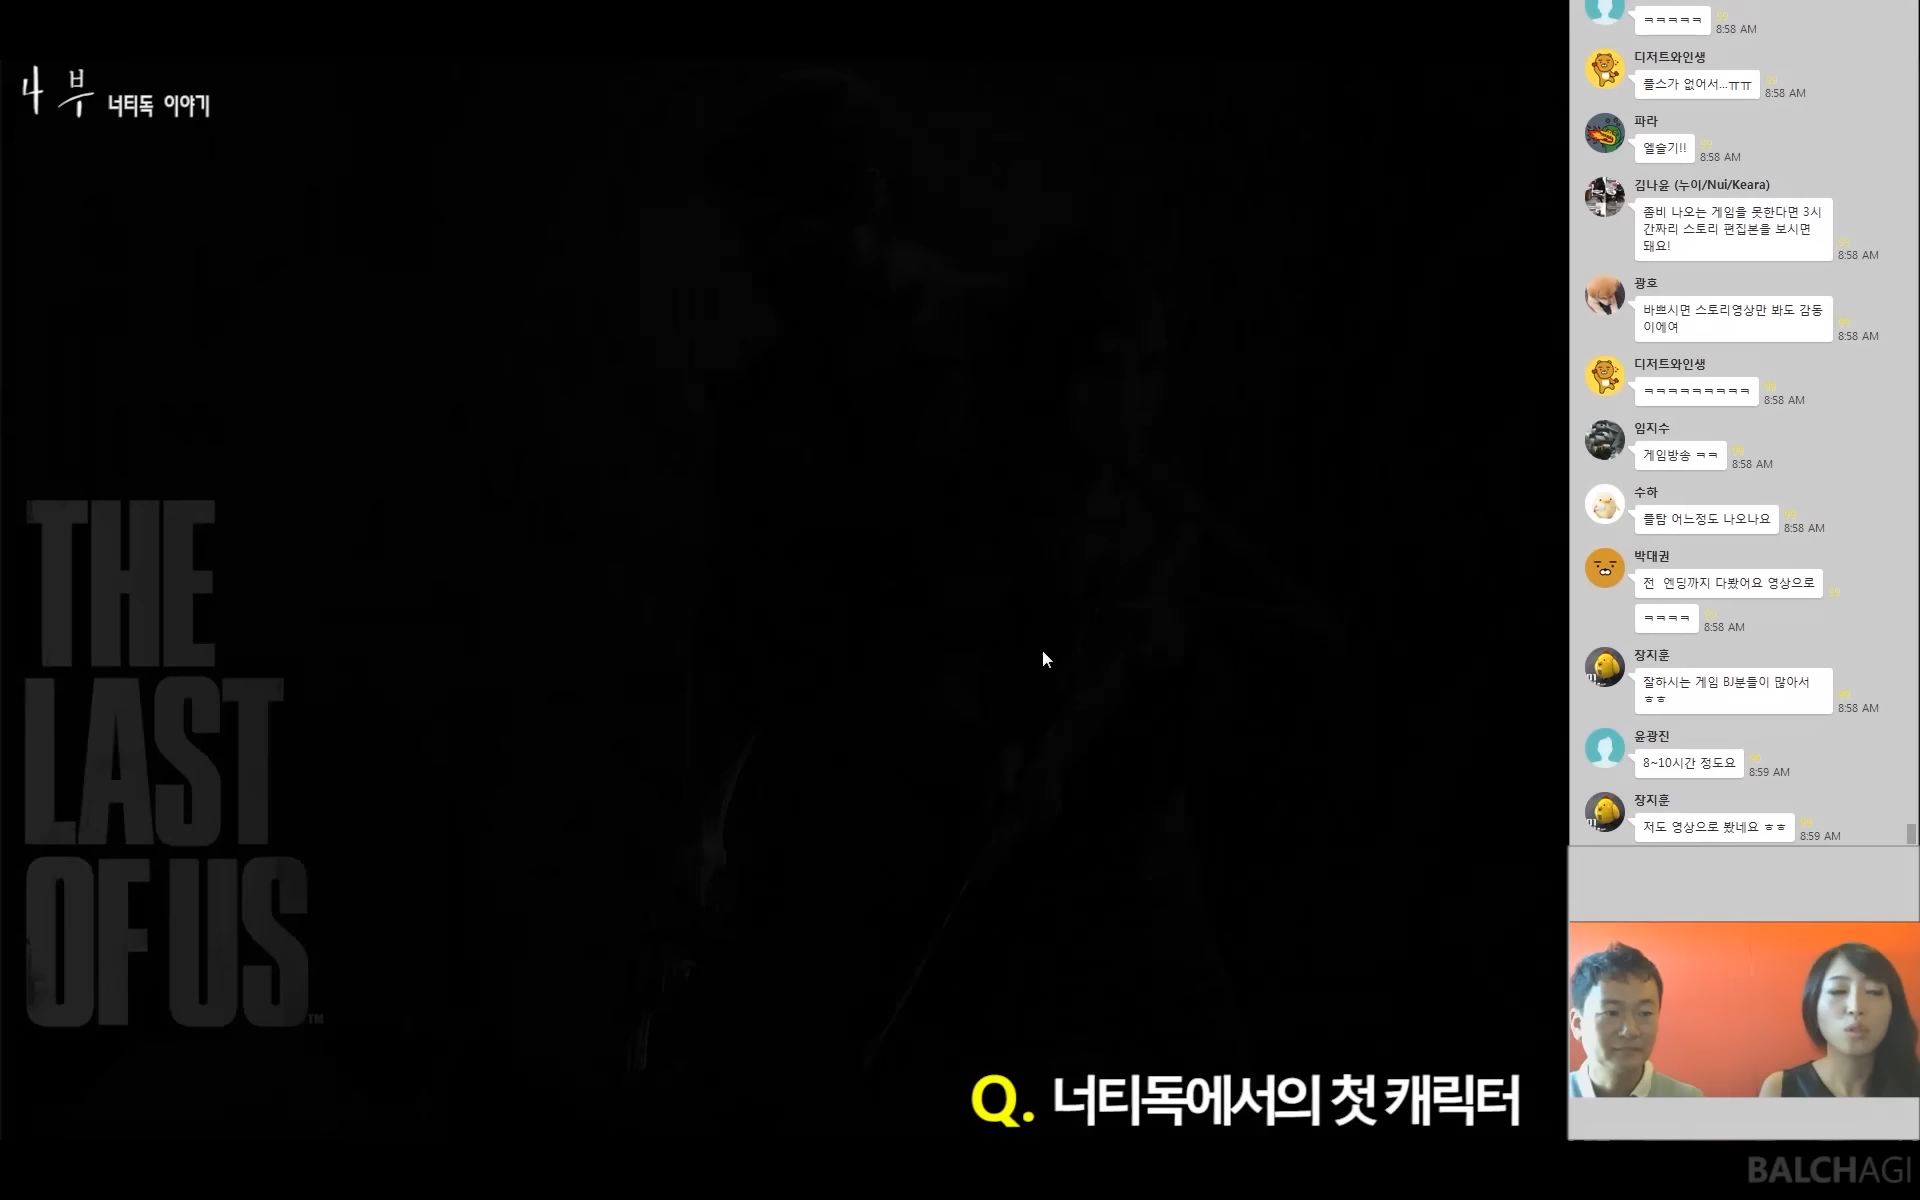 4부 너티독 이야기
THE
LAST
OF US
TM
Q. 너티독에서의 첫 캐릭터
ㅋㅋㅋㅋㅋ
8:58 AM
디저트와인생
플스가 없어서...ㅠㅠ
8:58 AM
파라
엘슬기!!
8:58 AM
김나윤 (누이/Nui/Keara)
좀비 나오는 게임을 못한다면 3시
간짜리 스토리 편집본을 보시면
돼요!
8:58 AM
광호
바쁘시면 스토리영상만 봐도 감동
이에여
8:58 AM
디저트와인생
ㅋㅋㅋㅋㅋㅋㅋㅋㅋ
8:58 AM
임지수
게임방송 ㅋㅋ
8:58 AM
수하
플탐 어느정도 나오나요
8:58 AM
박대권
전 엔딩까지 다봤어요 영상으로
ㅋㅋㅋㅋ
8:58 AM
장지훈
잘하시는 게임 BJ분들이 많아서
ㅎㅎ
8:58 AM
윤광진
8~10시간 정도요
8:59 AM
장지훈
저도 영상으로 봤네요 ㅎㅎ
8:59 AM
BALCHAGI